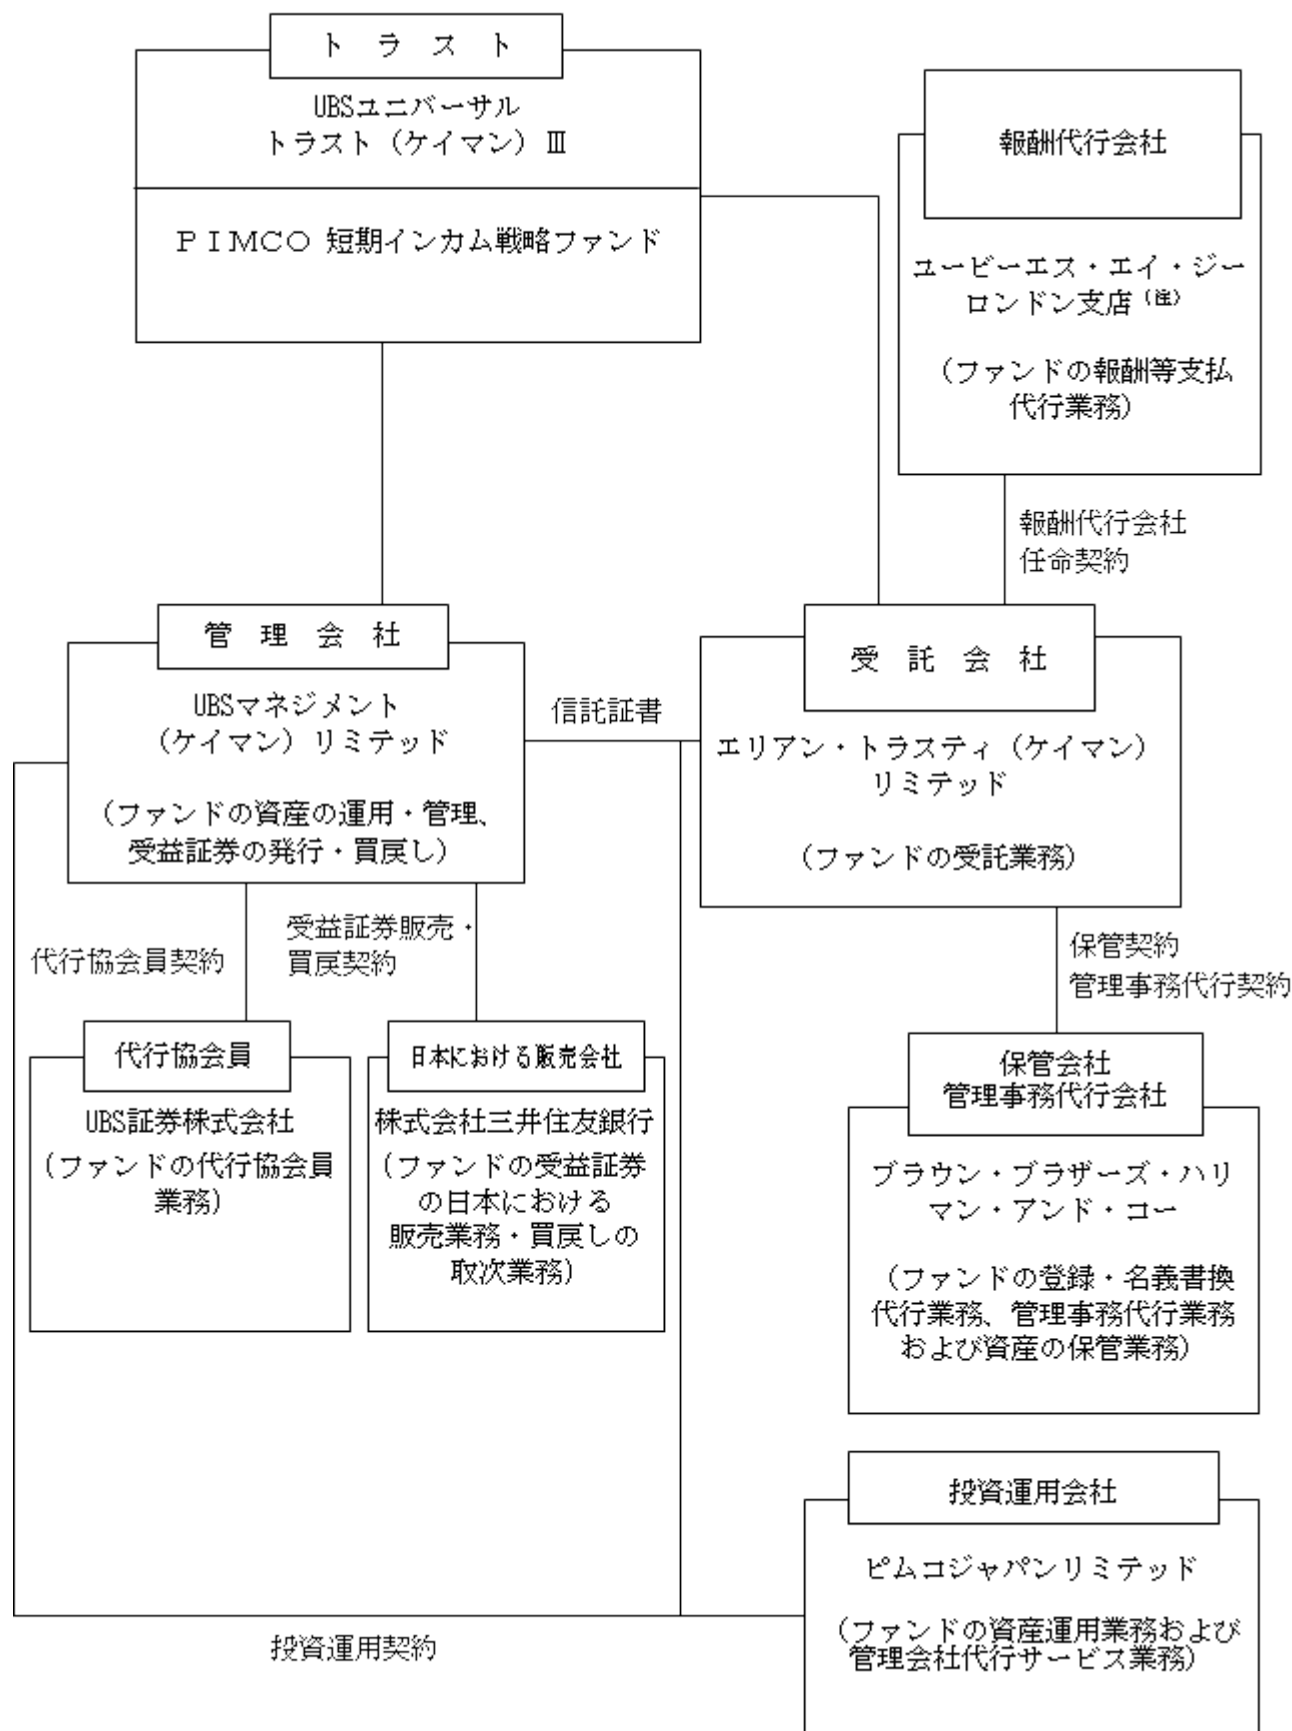 トラスト
UBSユニバーサル
トラスト（ケイマン）Ⅲ
ＰＩＭＣＯ 短期インカム戦略ファンド
報酬代行会社
ユービーエス・エイ・ジー
ロンドン支店（注）
（ファンドの報酬等支払
代行業務）
報酬代行会社
任命契約
管理会社
UBSマネジメント
（ケイマン）リミテッド
（ファンドの資産の運用・管理、
受益証券の発行・買戻し）
信託証書
受託会社
エリアン・トラスティ（ケイマン）
リミテッド
（ファンドの受託業務）
代行協会員契約
受益証券販売・
買戻契約
保管契約
管理事務代行契約
代行協会員
UBS証券株式会社
（ファンドの代行協会員
業務）
日本における販売会社
株式会社三井住友銀行
（ファンドの受益証券
の日本における
販売業務・買戻しの
取次業務）
保管会社
管理事務代行会社
ブラウン・ブラザーズ・ハリ
マン・アンド・コー
（ファンドの登録・名義書換
代行業務、管理事務代行業務
および資産の保管業務）
投資運用会社
ピムコジャパンリミテッド
（ファンドの資産運用業務および
管理会社代行サービス業務）
投資運用契約